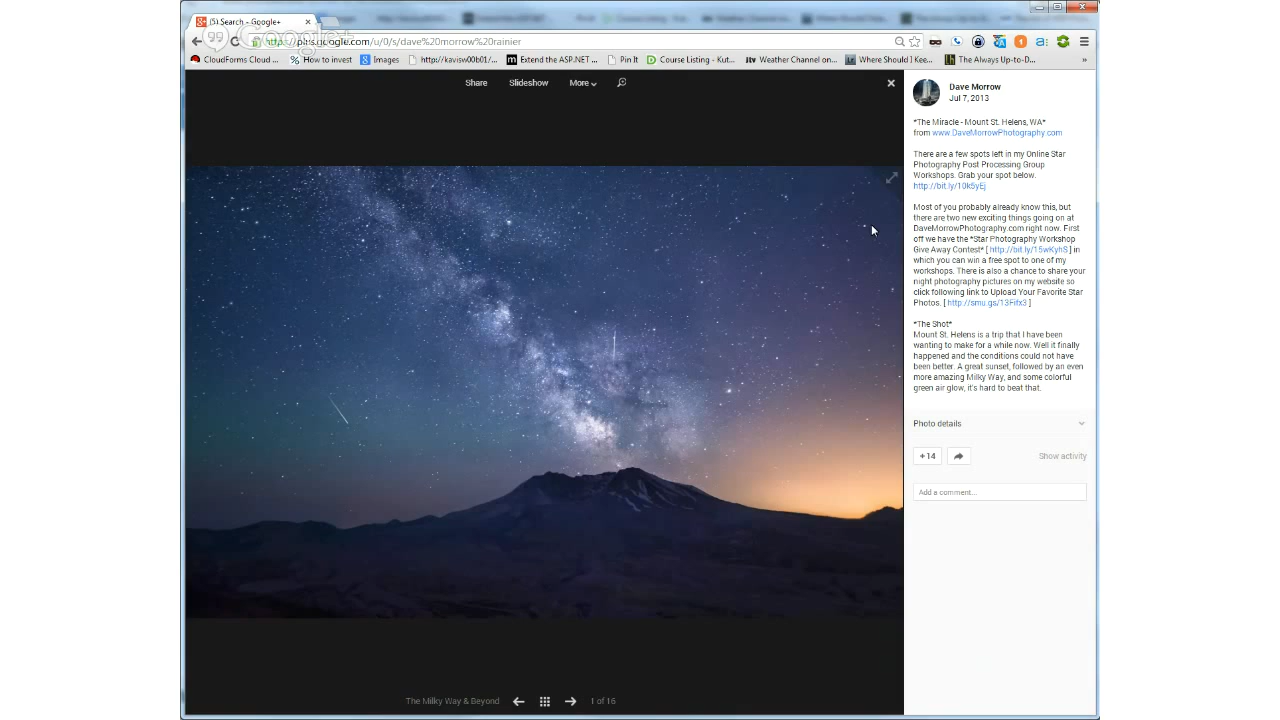 (5) Search - Google+
Google+
https://plus.google.com/u/0/s/dave%20morrow%20rainier
CloudForms Cloud ...
How to invest
Images
http://kavisw00b01/...
Extend the ASP.NET ...
Pin It
Course Listing - Kut...
Weather Channel on...
Where Should I Kee...
The Always Up-to-D...
Share
Slideshow
More
Dave Morrow
Jul 7, 2013
*The Miracle - Mount St. Helens, WA*
from www.DaveMorrowPhotography.com
There are a few spots left in my Online Star
Photography Post Processing Group
Workshops. Grab your spot below.
http://bit.ly/10k5yEj
Most of you probably already know this, but
there are two new exciting things going on at
DaveMorrowPhotography.com right now. First
off we have the *Star Photography Workshop
Give Away Contest* [ http://bit.ly/15wKyhS ] in
which you can win a free spot to one of my
workshops. There is also a chance to share your
night photography pictures on my website so
click following link to Upload Your Favorite Star
Photos. [ http://smu.gs/13Fifx3 ]
*The Shot*
Mount St. Helens is a trip that I have been
wanting to make for a while now. Well it finally
happened and the conditions could not have
been better. A great sunset, followed by an even
more amazing Milky Way, and some colorful
green air glow, it's hard to beat that.
Photo details
+14
Show activity
Add a comment...
The Milky Way & Beyond
1 of 16